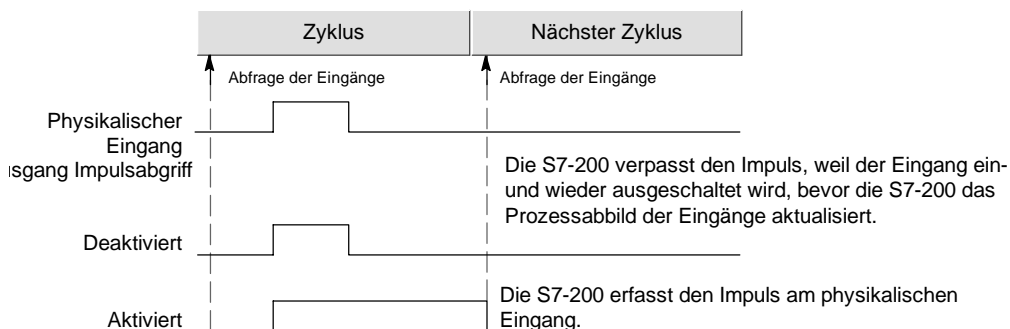 Zyklus
Nächster Zyklus
Abfrage der Eingänge
Abfrage der Eingänge
Physikalischer
Eingang
sgang Impulsabgriff
Die S7-200 verpasst den Impuls, weil der Eingang ein-
und wieder ausgeschaltet wird, bevor die S7-200 das
Prozessabbild der Eingänge aktualisiert.
Deaktiviert
Die S7-200 erfasst den Impuls am physikalischen
Eingang.
Aktiviert